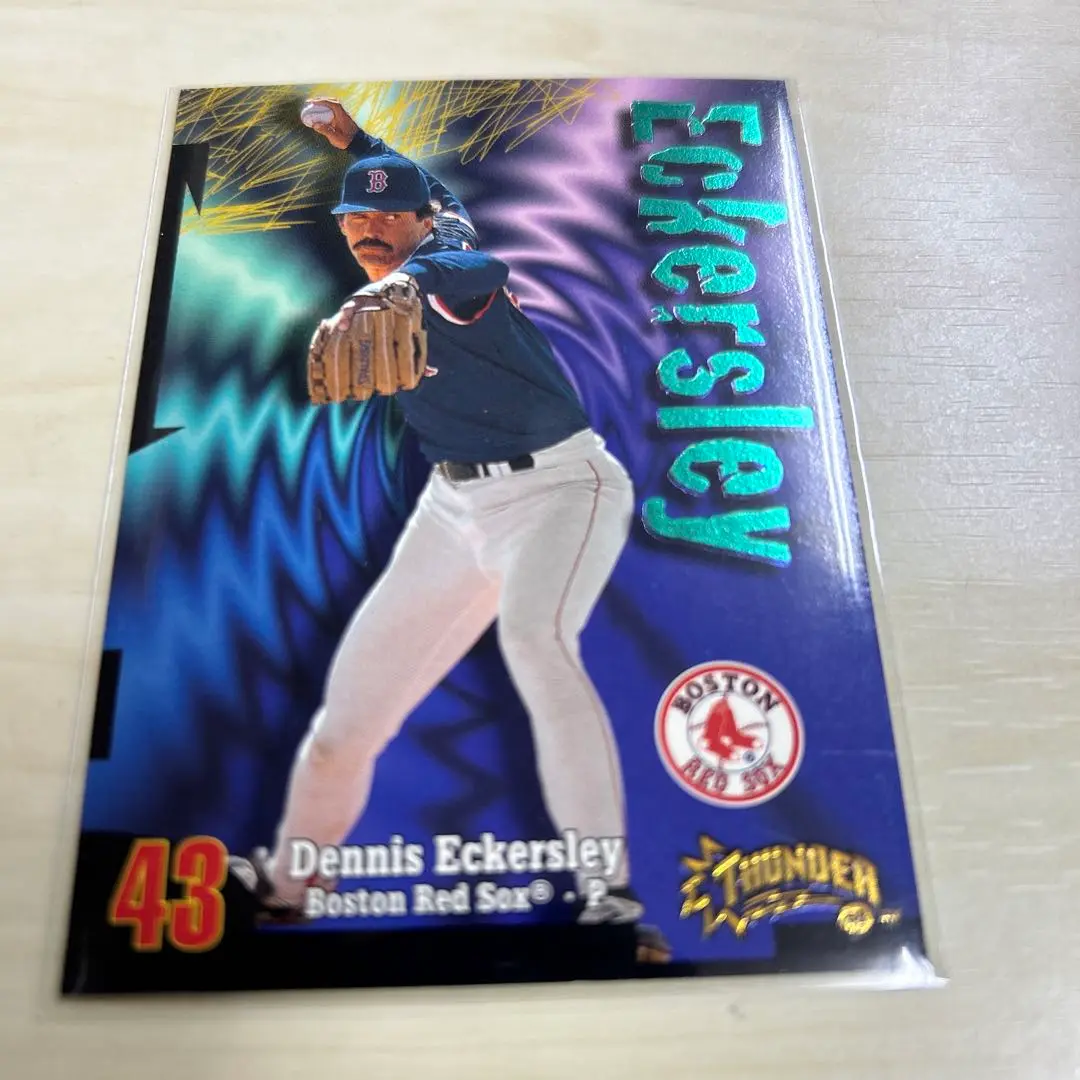 Eckersley
B
BOSTON
RED SOX
®
43
Dennis Eckersley
Boston Red Sox® - P
THUNDER